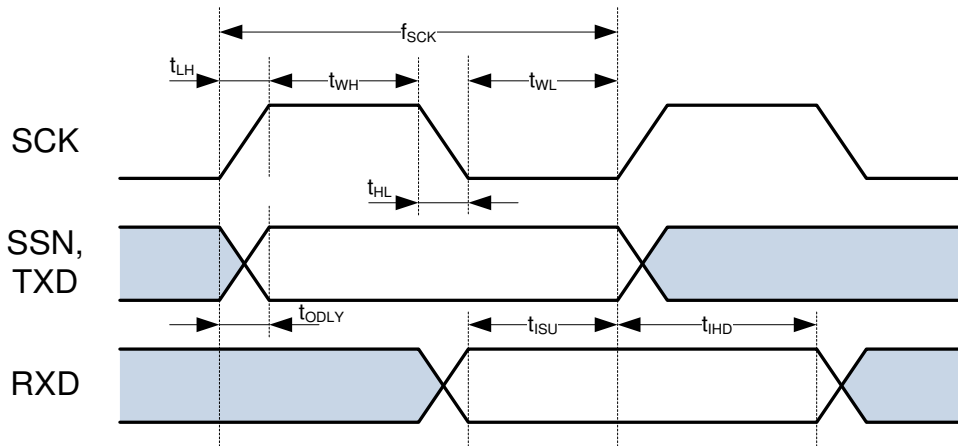 fSCK
tLH
tWH
tWL
SCK
tHL
SSN,
TXD
tODLY
tISU
tIHD
RXD